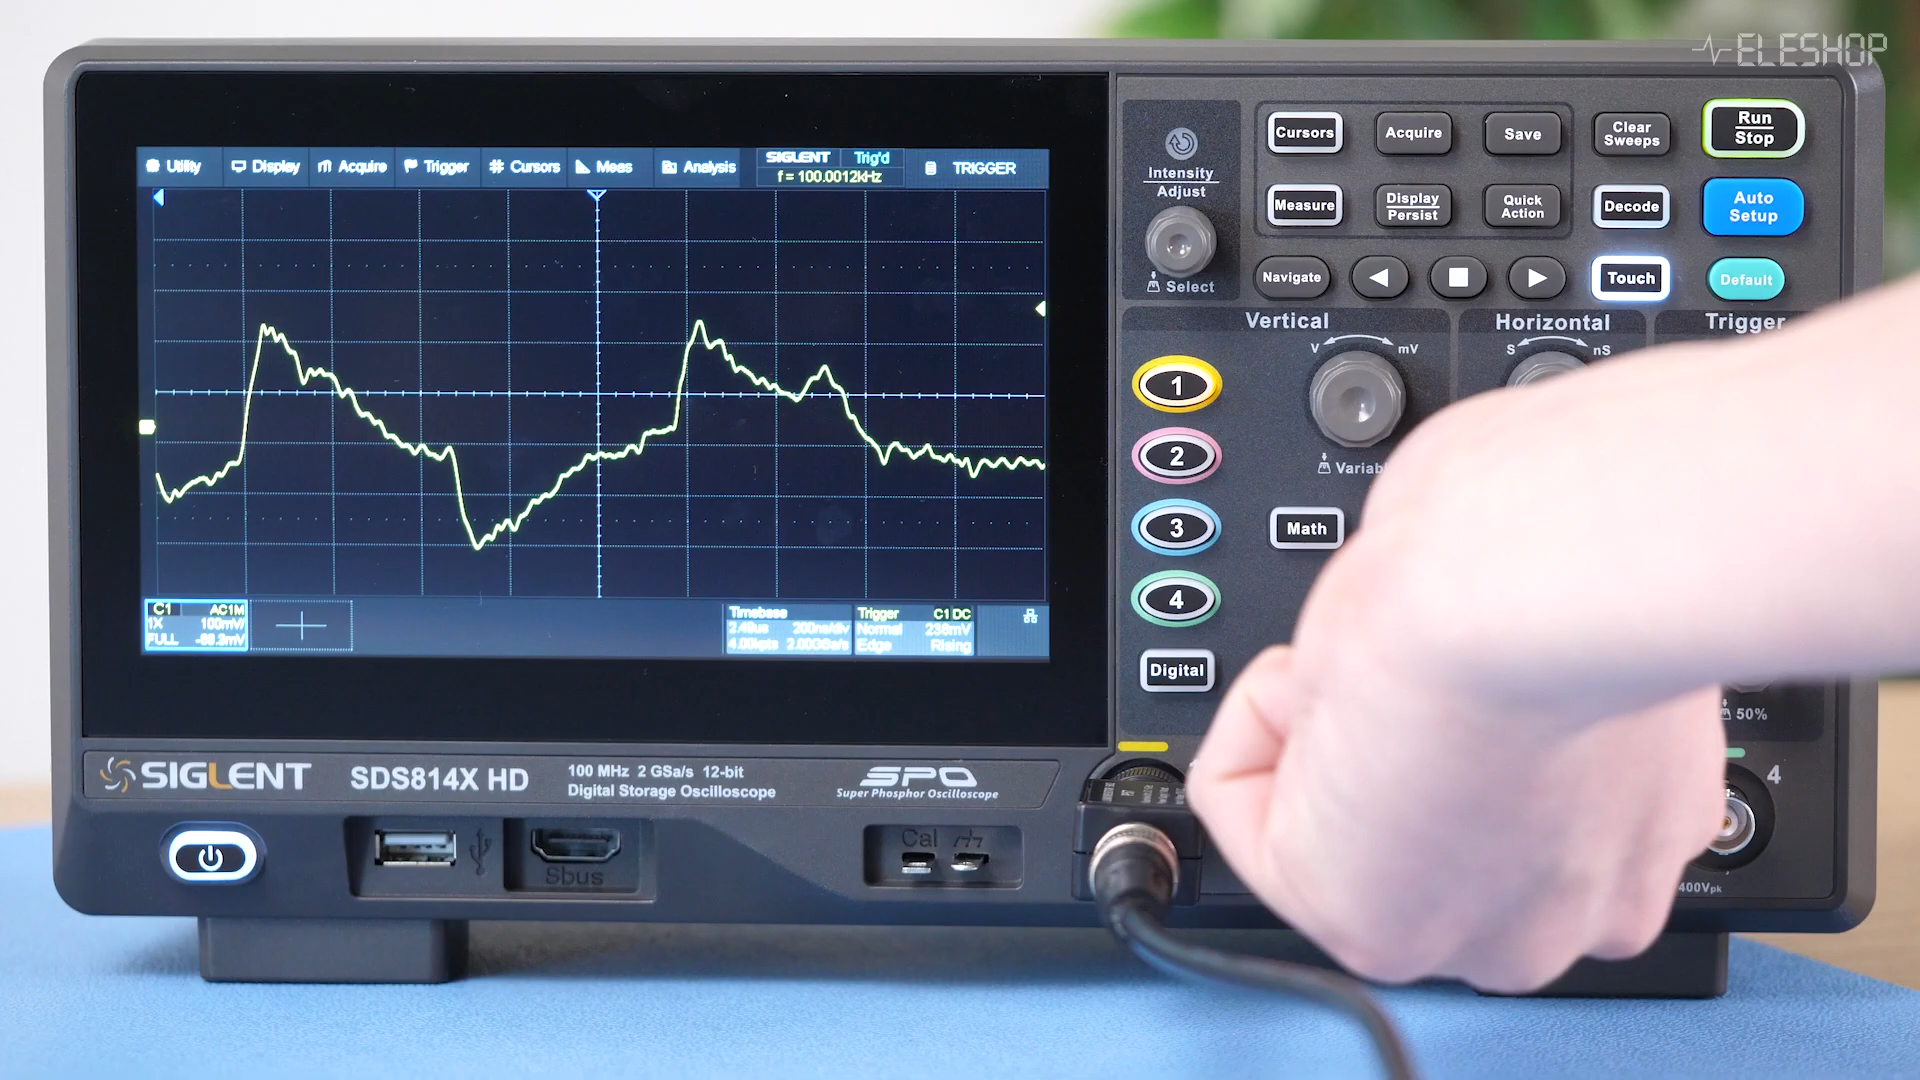 ELESHOP
Utility Display Acquire Trigger Cursors Meas Analysis
SIGLENT Trig'd
f = 100.0012kHz
TRIGGER
C1 AC1M
1X 100mV/
FULL
Timebase
200ns/div
4.00kpts 2.00GSa/s
Trigger C1 DC
Normal 236mV
Edge Rising
Intensity
Adjust
Select
Cursors Acquire Save Clear
Sweeps
Run
Stop
Measure Display
Persist
Quick
Action
Decode Auto
Setup
Navigate Touch Default
Vertical Horizontal Trigger
V mV S nS
1
2
3
4
Math
Digital
50%
SIGLENT SDS814X HD
100 MHz 2 GSa/s 12-bit
Digital Storage Oscilloscope
SPO
Super Phosphor Oscilloscope
Cal
Sbus
4
400Vpk